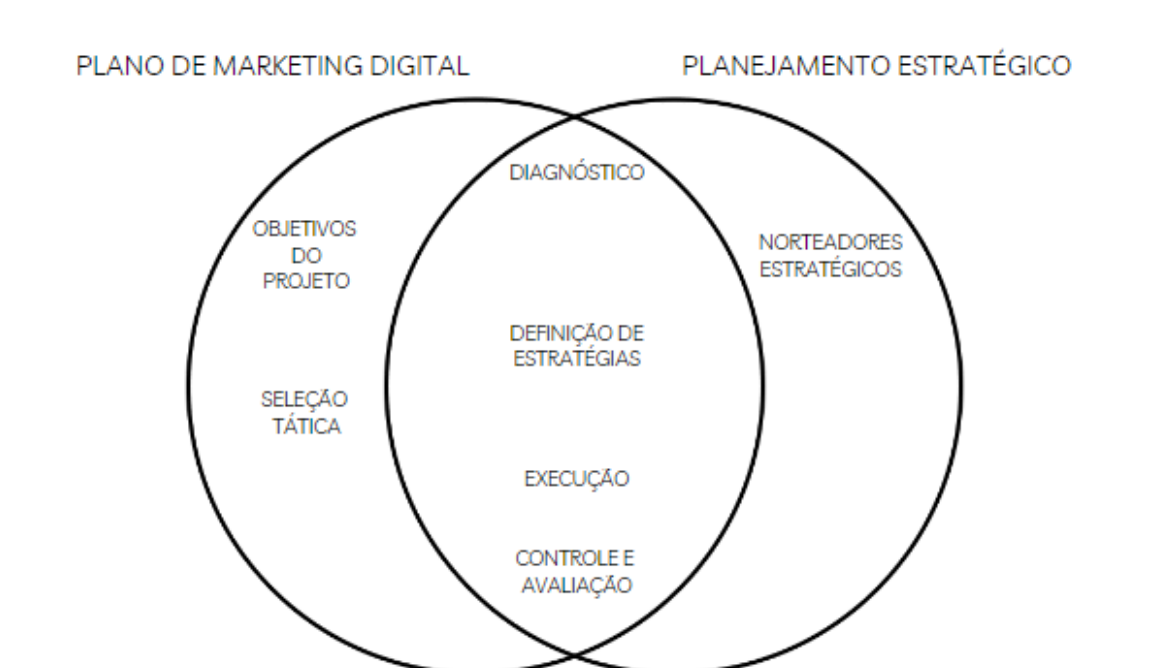 PLANO DE MARKETING DIGITAL
PLANEJAMENTO ESTRATÉGICO
DIAGNÓSTICO
OBJETIVOS
DO
PROJETO
NORTEADORES
ESTRATÉGICOS
DEFINIÇÃO DE
ESTRATÉGIAS
SELEÇÃO
TÁTICA
EXECUÇÃO
CONTROLE E
AVALIAÇÃO